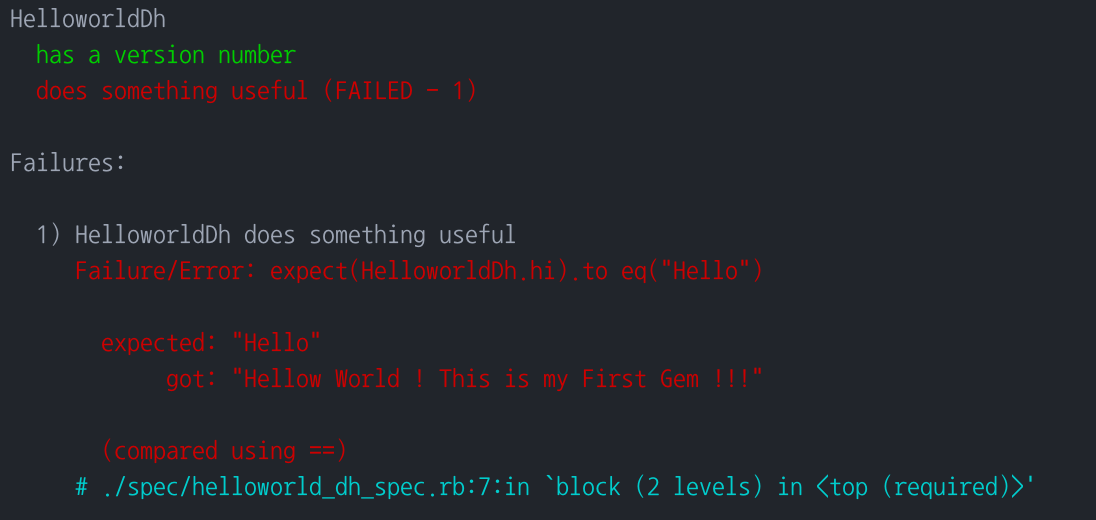 HelloworldDh
has a version number
does something useful (FAILED - 1)
Failures:
1) HelloworldDh does something useful
Failure/Error: expect(HelloworldDh.hi).to eq("Hello")
expected: "Hello"
got: "Hellow World ! This is my First Gem !!!"
(compared using ==)
# ./spec/helloworld_dh_spec.rb:7:in `block (2 levels) in <top (required)>'